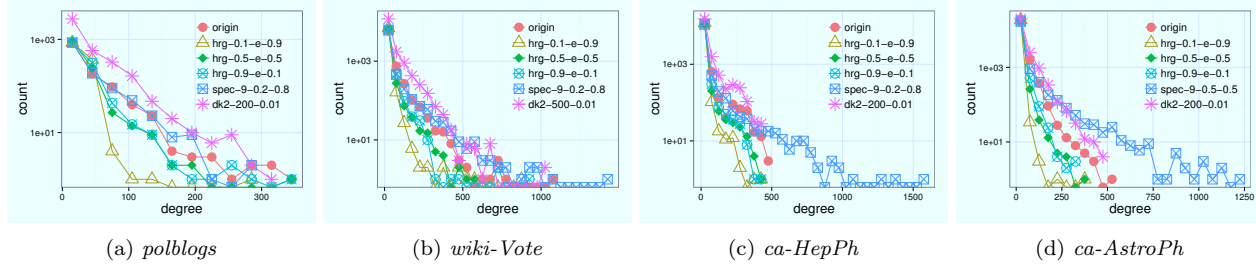 origin
hrg-0.1-e-0.9
hrg-0.5-e-0.5
hrg-0.9-e-0.1
spec-9-0.2-0.8
dk2-200-0.01
1e+03
1e+01
count
0
100
200
300
degree
(a) polblogs
origin
hrg-0.1-e-0.9
hrg-0.5-e-0.5
hrg-0.9-e-0.1
spec-9-0.2-0.8
dk2-500-0.01
1e+03
1e+01
count
0
500
1000
degree
(b) wiki-Vote
origin
hrg-0.1-e-0.9
hrg-0.5-e-0.5
hrg-0.9-e-0.1
spec-9-0.2-0.8
dk2-200-0.01
1e+03
1e+01
count
0
500
1000
1500
degree
(c) ca-HepPh
origin
hrg-0.1-e-0.9
hrg-0.5-e-0.5
hrg-0.9-e-0.1
spec-9-0.5-0.5
dk2-200-0.01
1e+03
1e+01
count
0
250
500
750
1000
1250
degree
(d) ca-AstroPh